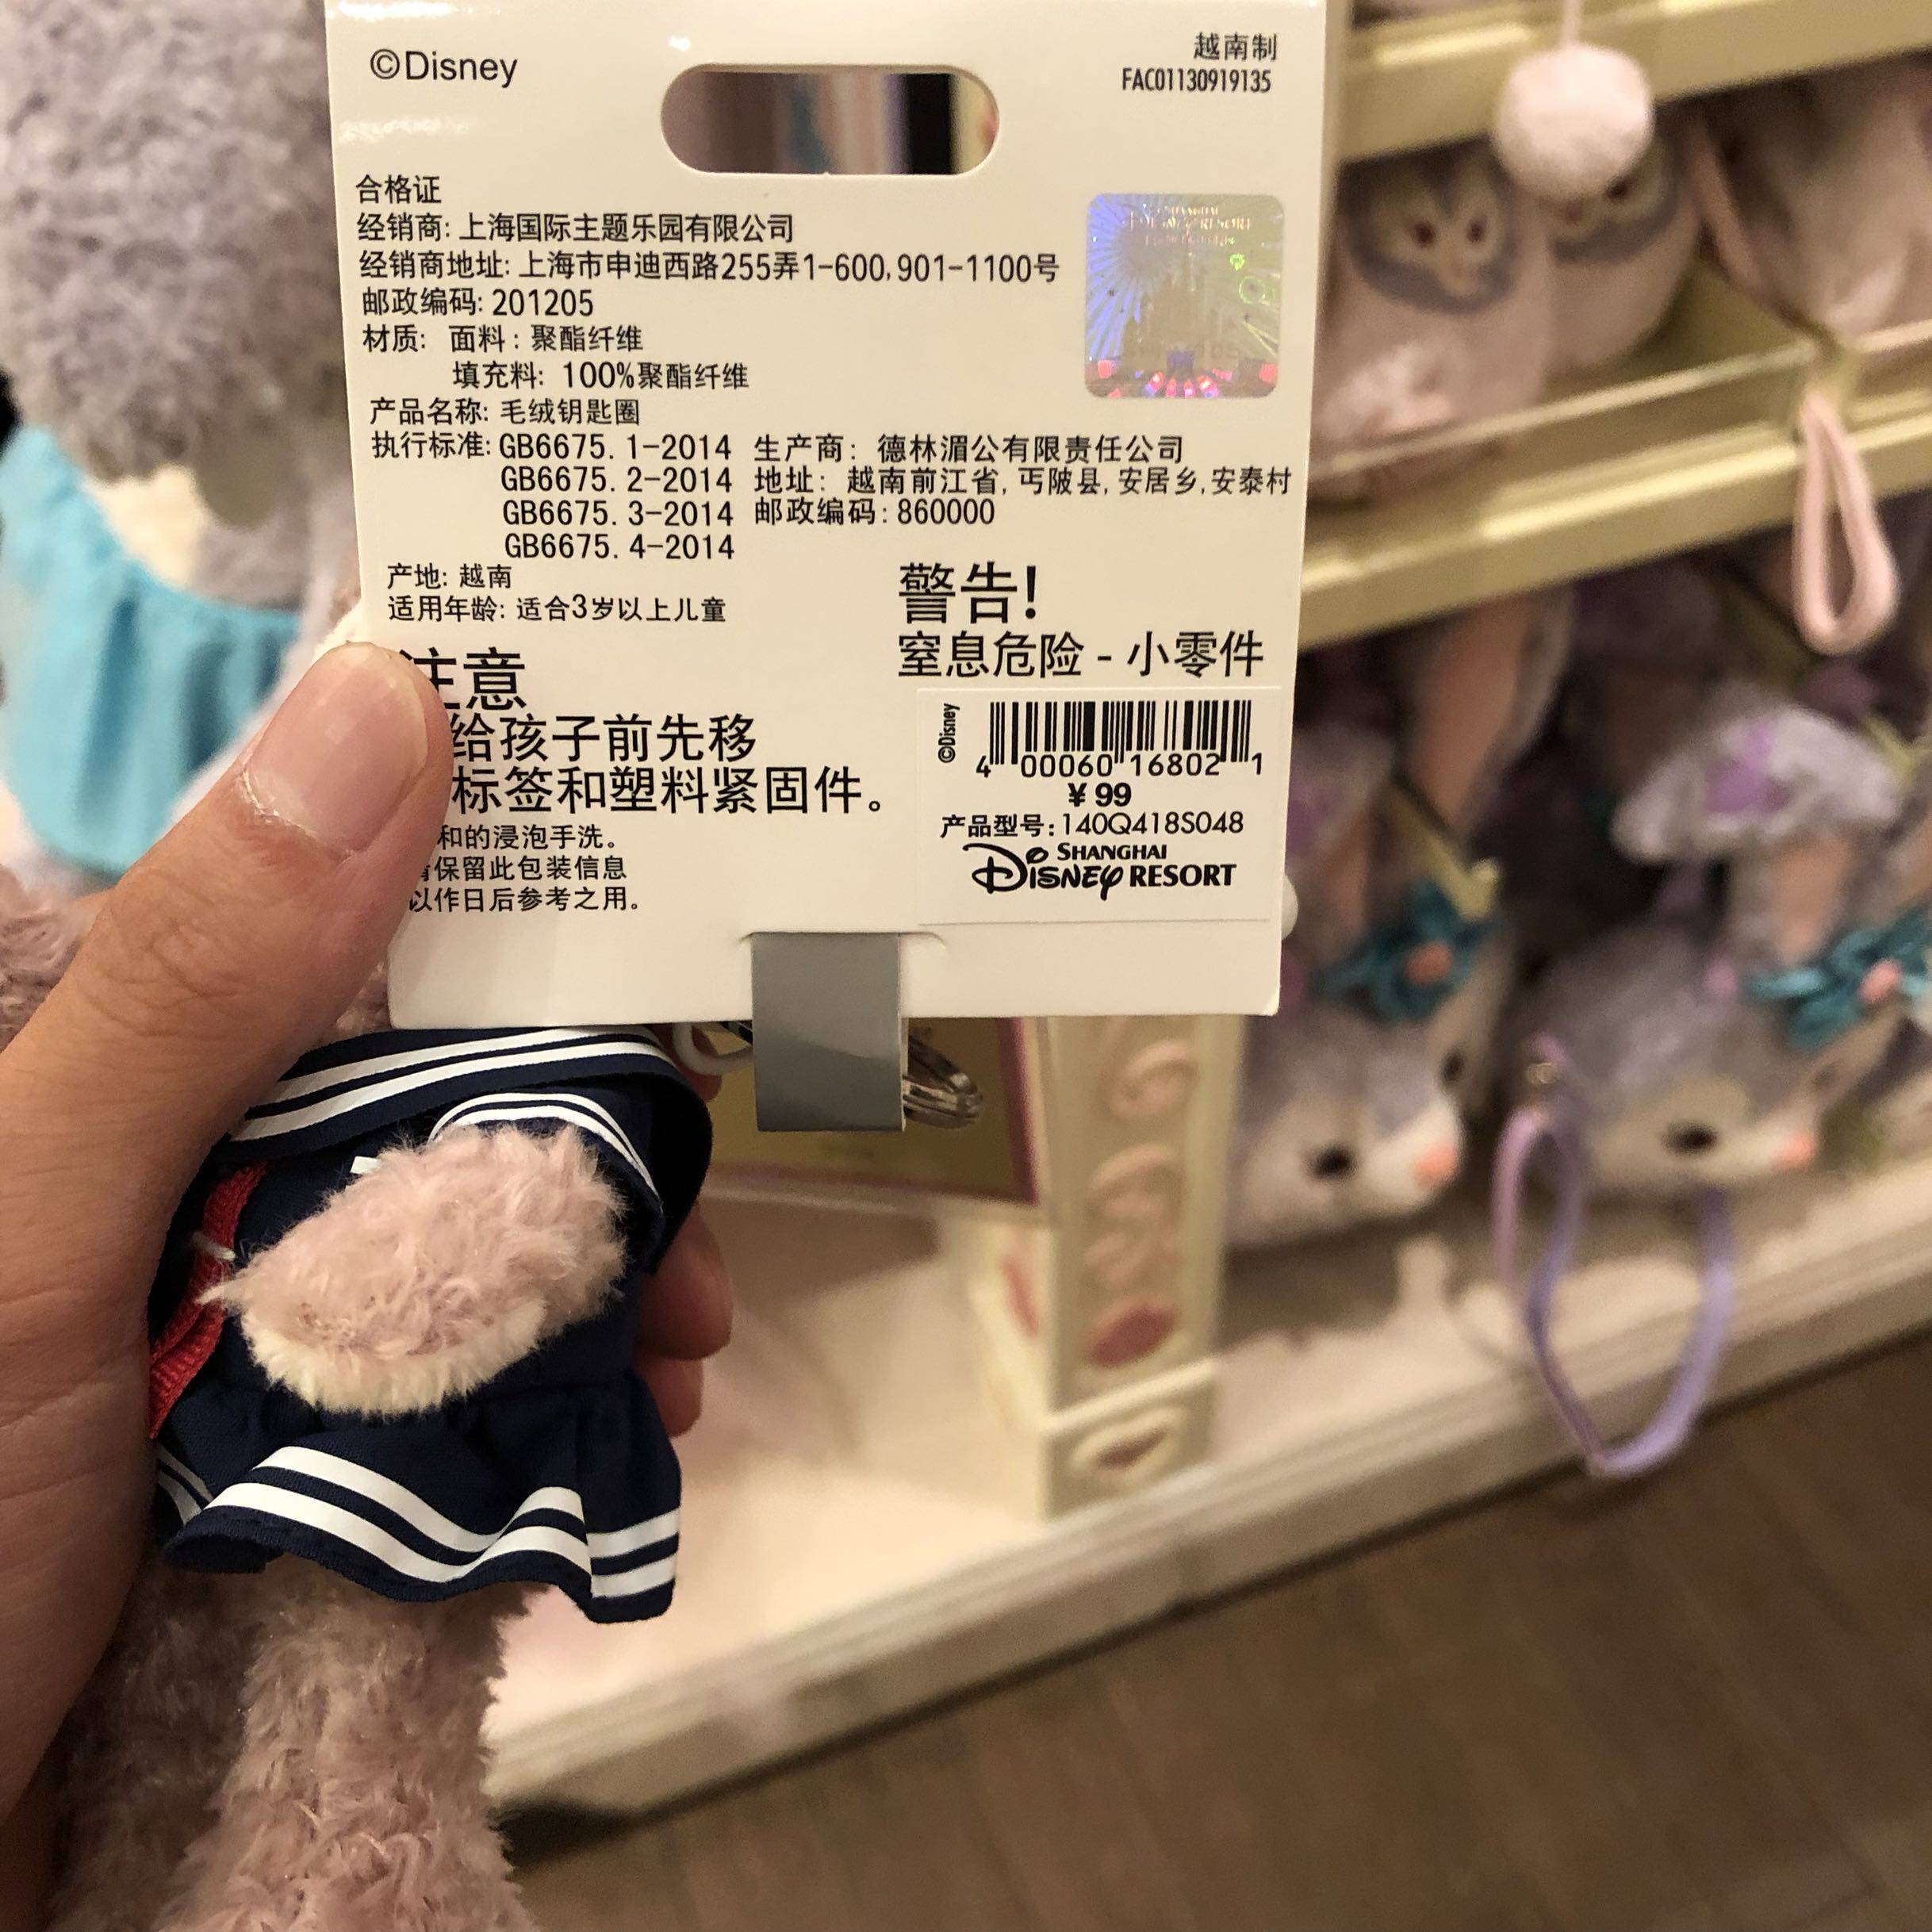 ©Disney
越南制
FAC01130919135
合格证
经销商: 上海国际主题乐园有限公司
经销商地址: 上海市申迪西路255弄1-600,901-1100号
邮政编码: 201205
材质: 面料: 聚酯纤维
填充料: 100%聚酯纤维
产品名称: 毛绒钥匙圈
执行标准: GB6675.1-2014
GB6675.2-2014
GB6675.3-2014
GB6675.4-2014
生产商: 德林湄公有限责任公司
地址: 越南前江省, 丐陂县, 安居乡, 安泰村
邮政编码: 860000
产地: 越南
适用年龄: 适合3岁以上儿童
警告!
窒息危险 - 小零件
注意
给孩子前先移
标签和塑料紧固件。
和的浸泡手洗。
请保留此包装信息
以作日后参考之用。
©Disney
4 00060 16802 1
¥ 99
产品型号: 140Q418S048
SHANGHAI
Disney RESORT